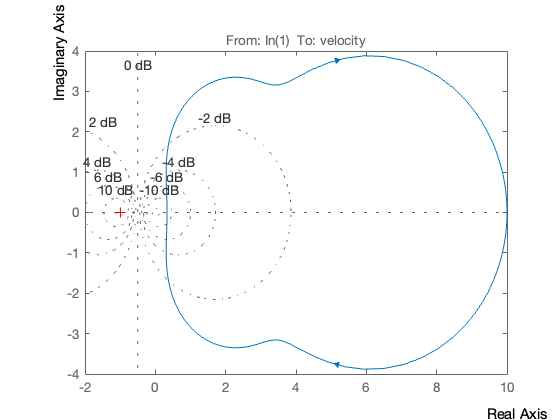 From: In(1) To: velocity
Imaginary Axis
4
3
2
1
0
-1
-2
-3
-4
0 dB
2 dB
-2 dB
4 dB
-4 dB
6 dB
-6 dB
10 dB
-10 dB
-2
0
2
4
6
8
10
Real Axis